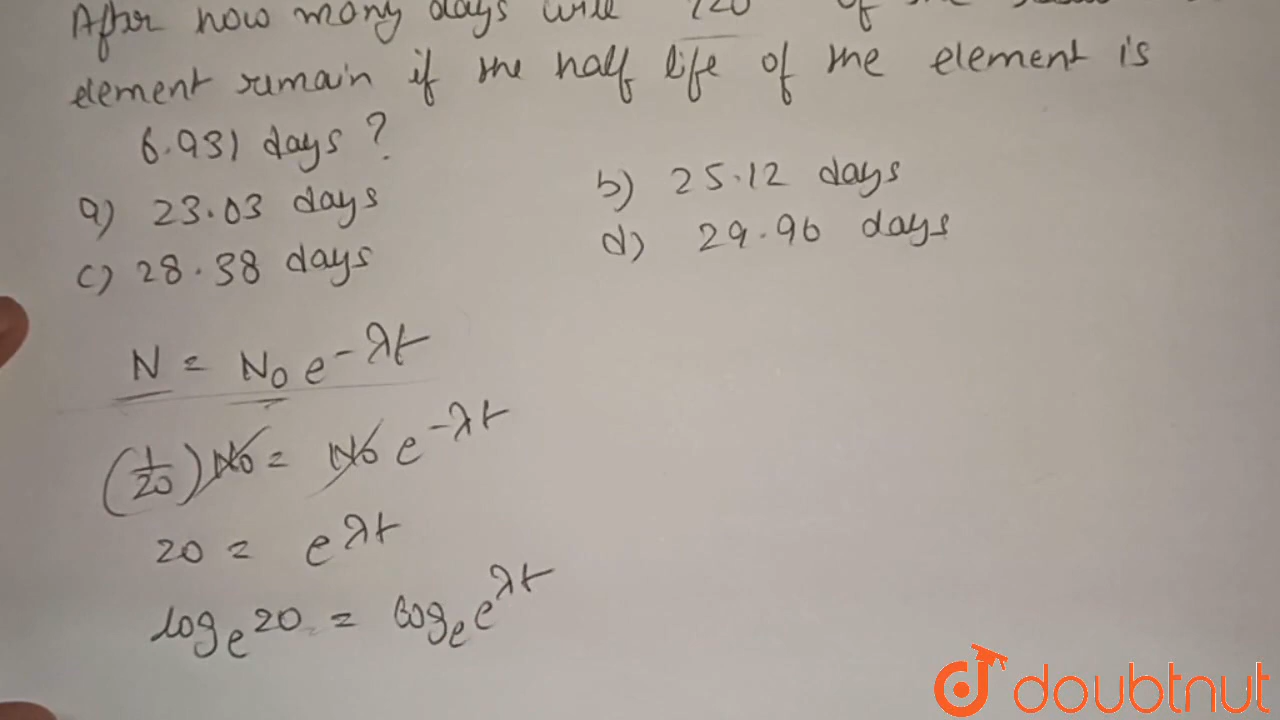 After how many days will 1/20 of the
element remain if the half life of the element is
6.931 days ?
a) 23.03 days b) 25.12 days
c) 28.38 days d) 29.96 days
N = N₀ e^-λt
(1/20) N₀ = N₀ e^-λt
20 = e^λt
logₑ 20 = logₑ e^λt
doubtnut